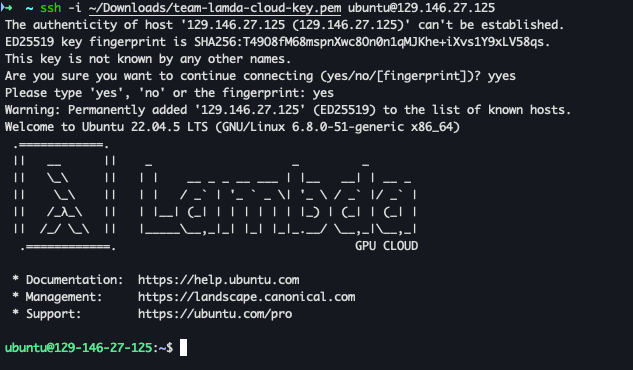 → ~ ssh -i ~/Downloads/team-lamda-cloud-key.pem ubuntu@129.146.27.125
The authenticity of host '129.146.27.125 (129.146.27.125)' can't be established.
ED25519 key fingerprint is SHA256:T49O8fM68mspnXwc8On0n1qMJKhe+iXvs1Y9xLV58qs.
This key is not known by any other names.
Are you sure you want to continue connecting (yes/no/[fingerprint])? yyes
Please type 'yes', 'no' or the fingerprint: yes
Warning: Permanently added '129.146.27.125' (ED25519) to the list of known hosts.
Welcome to Ubuntu 22.04.5 LTS (GNU/Linux 6.8.0-51-generic x86_64)
Lambda
GPU CLOUD
* Documentation: https://help.ubuntu.com
* Management: https://landscape.canonical.com
* Support: https://ubuntu.com/pro
ubuntu@129-146-27-125:~$